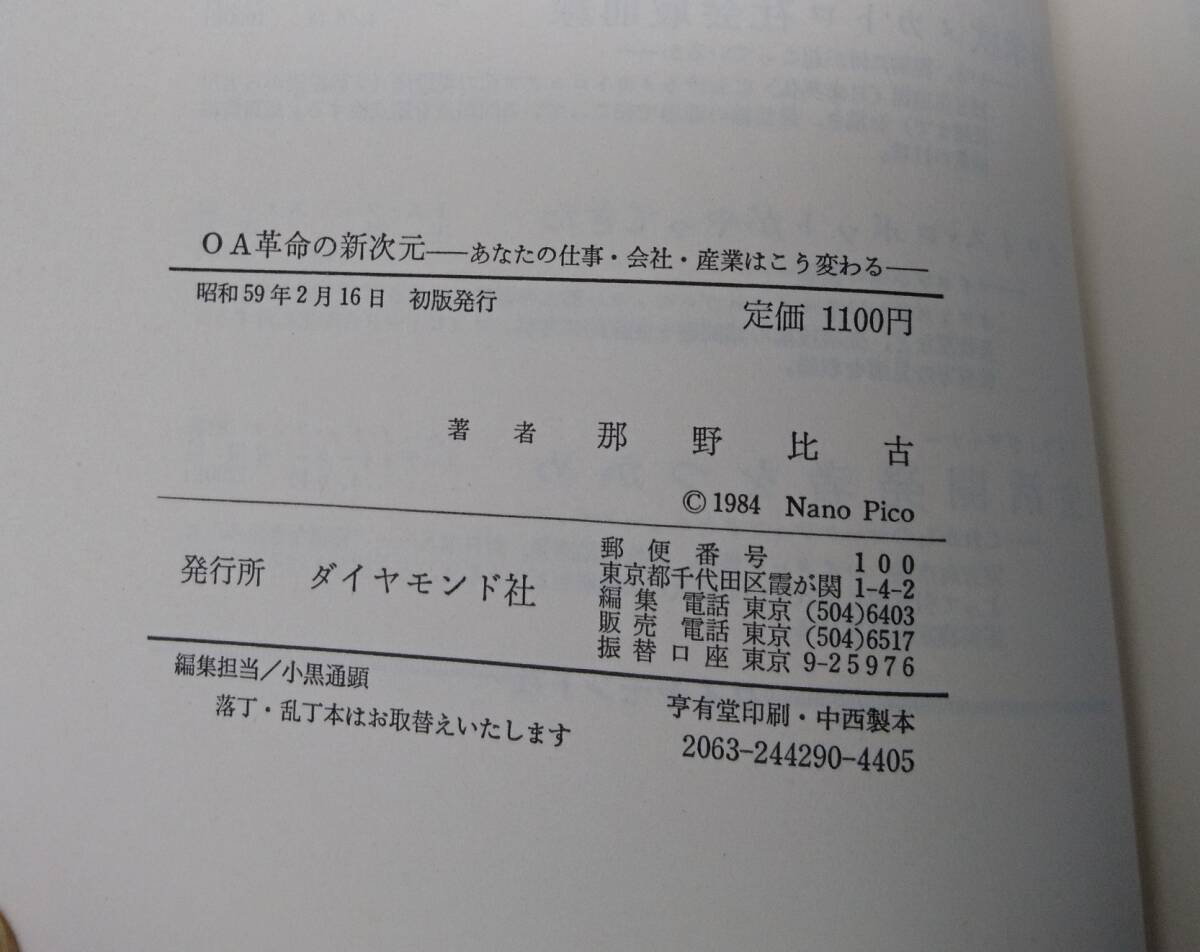 OA革命の新次元——あなたの仕事・会社・産業はこう変わる——
昭和59年2月16日　初版発行
定価 1100円
著者　那野比古
©1984 Nano Pico
発行所　ダイヤモンド社
郵便番号　100
東京都千代田区霞が関 1-4-2
編集 電話 東京 (504)6403
販売 電話 東京 (504)6517
振替口座 東京 9-25976
編集担当／小黒通顕
落丁・乱丁本はお取替えいたします
亨有堂印刷・中西製本
2063-244290-4405